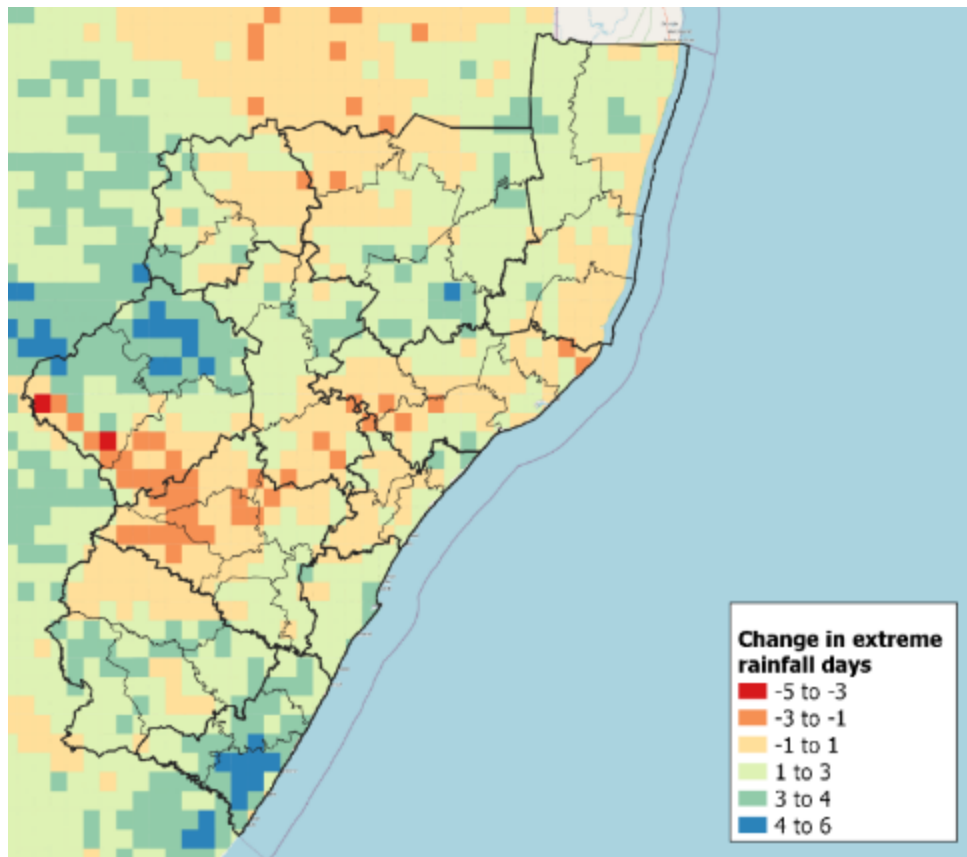 Change in extreme
rainfall days
-5 to -3
-3 to -1
-1 to 1
1 to 3
3 to 4
4 to 6